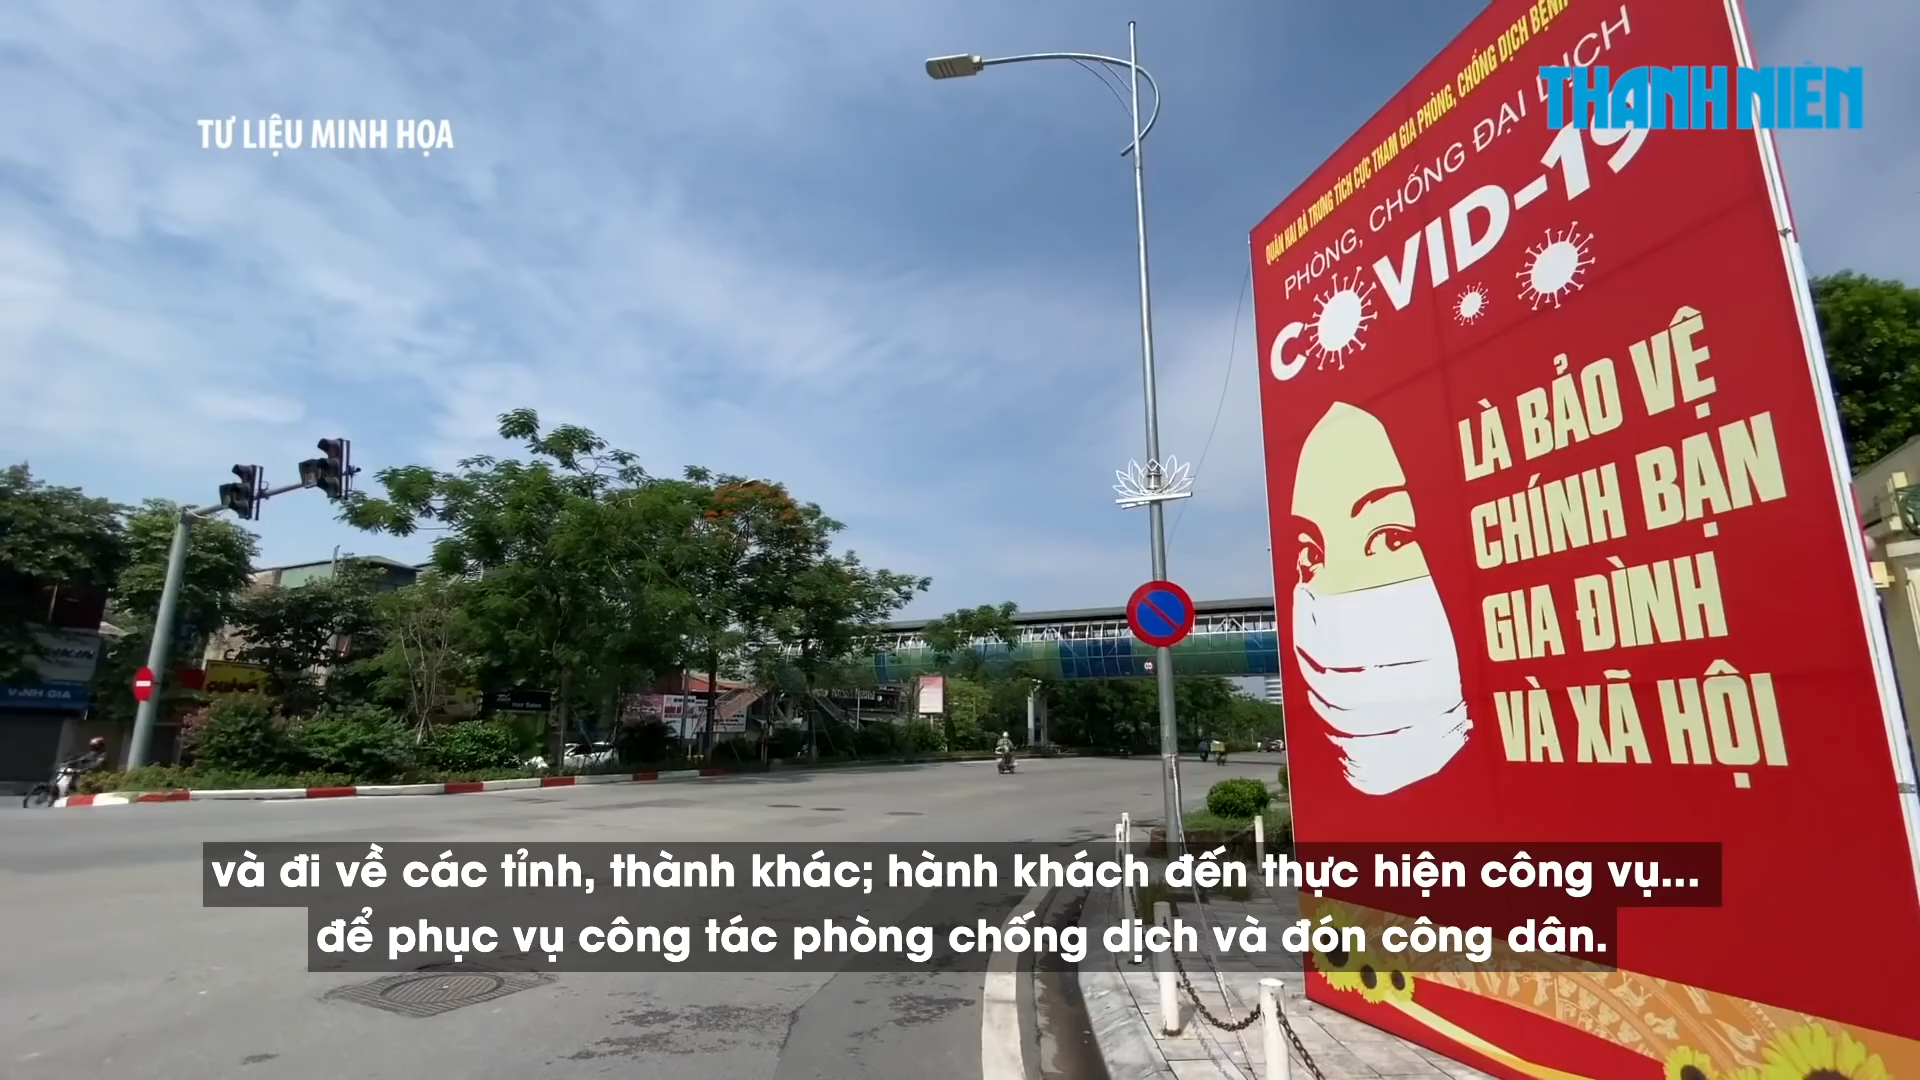 THANH NIÊN
TƯ LIỆU MINH HỌA
QUẬN HAI BÀ TRƯNG TÍCH CỰC THAM GIA PHÒNG, CHỐNG DỊCH BỆNH
PHÒNG, CHỐNG ĐẠI DỊCH
COVID-19
LÀ BẢO VỆ
CHÍNH BẠN
GIA ĐÌNH
VÀ XÃ HỘI
VINH GIA
và đi về các tỉnh, thành khác; hành khách đến thực hiện công vụ...
để phục vụ công tác phòng chống dịch và đón công dân.